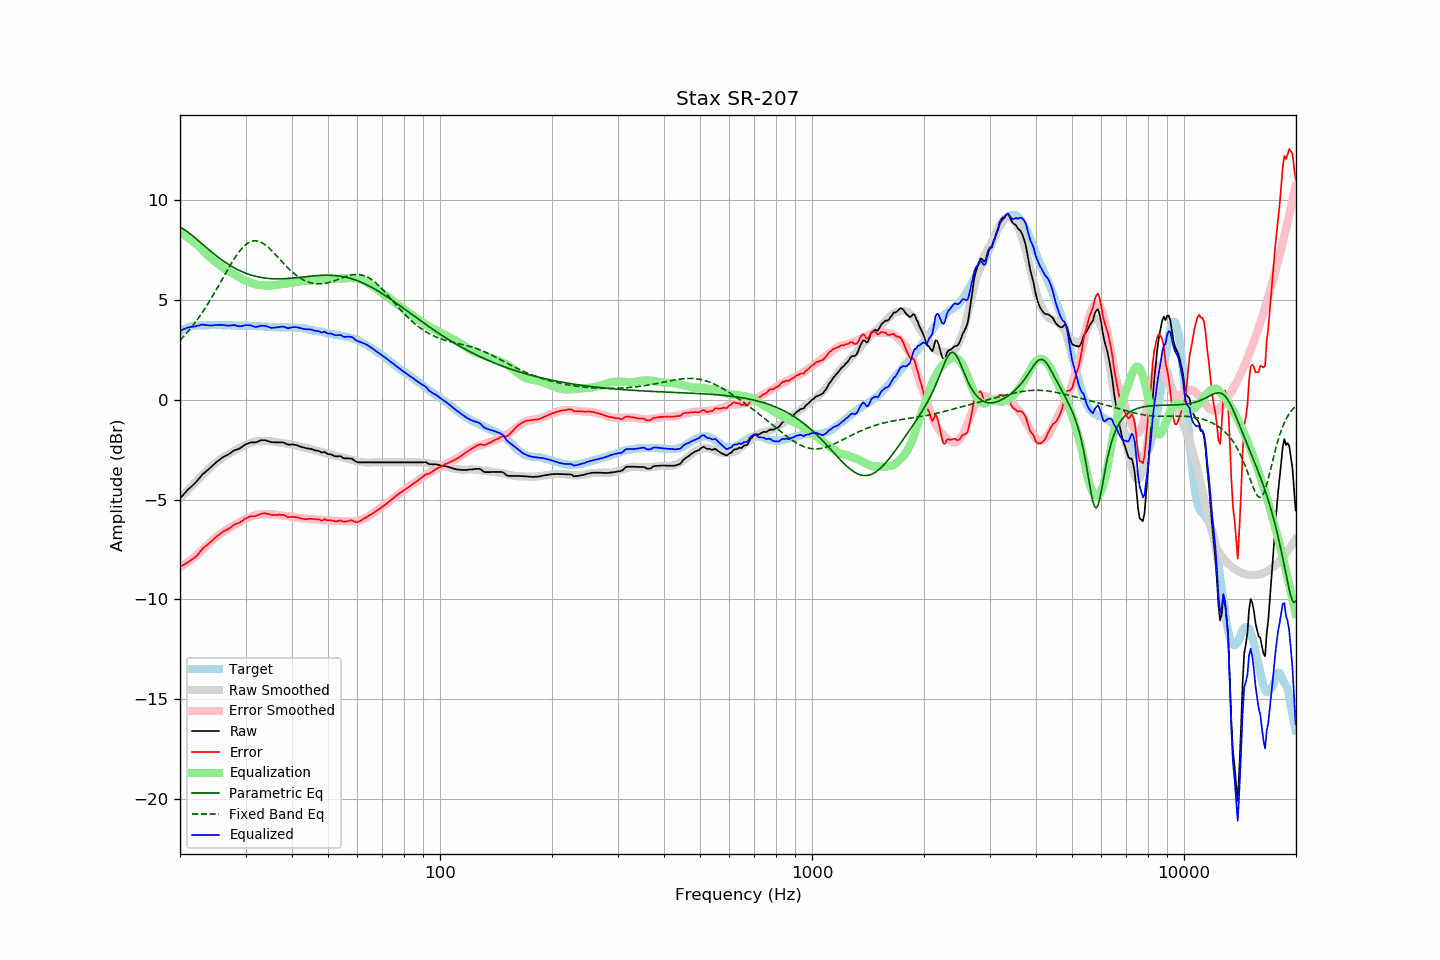 Stax SR-207
10
5
0
−5
−10
−15
−20
Amplitude (dBr)
Target
Raw Smoothed
Error Smoothed
Raw
Error
Equalization
Parametric Eq
Fixed Band Eq
Equalized
100
1000
10000
Frequency (Hz)